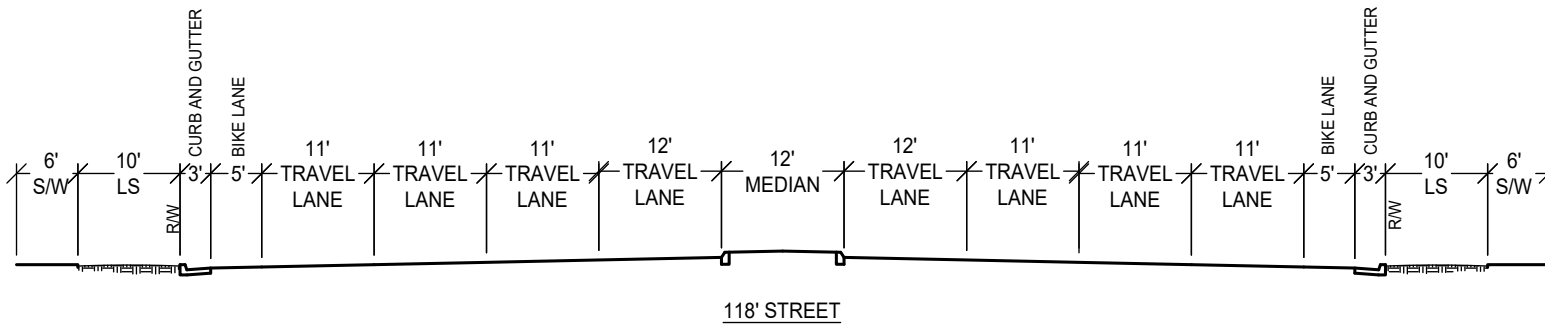 6'
S/W
10'
LS
R/W
CURB AND GUTTER
3'
BIKE LANE
5'
11'
TRAVEL
LANE
11'
TRAVEL
LANE
11'
TRAVEL
LANE
12'
TRAVEL
LANE
12'
MEDIAN
12'
TRAVEL
LANE
11'
TRAVEL
LANE
11'
TRAVEL
LANE
11'
TRAVEL
LANE
BIKE LANE
5'
CURB AND GUTTER
3'
R/W
10'
LS
6'
S/W
118' STREET